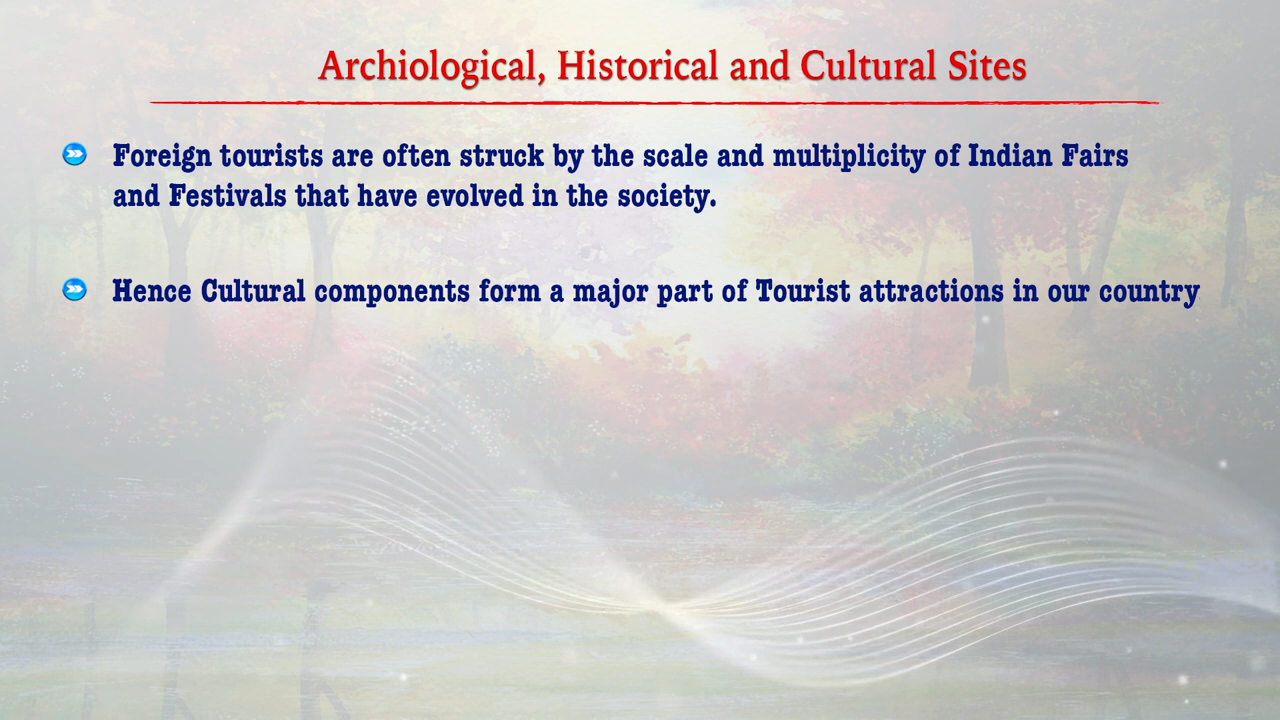 Archiological, Historical and Cultural Sites
Foreign tourists are often struck by the scale and multiplicity of Indian Fairs
and Festivals that have evolved in the society.
Hence Cultural components form a major part of Tourist attractions in our country